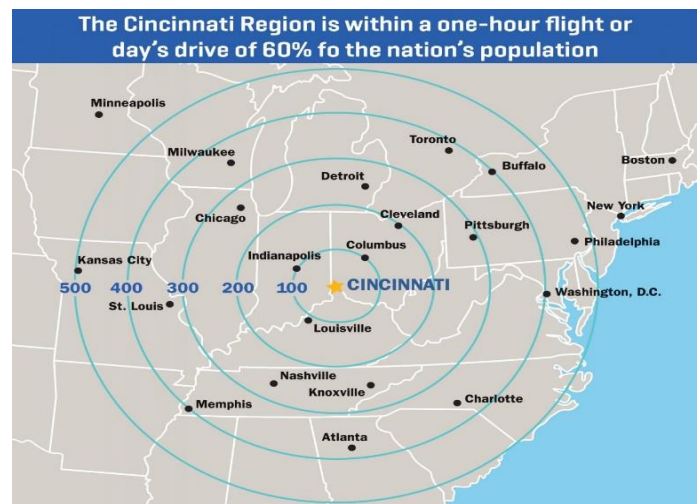 The Cincinnati Region is within a one-hour flight or
day's drive of 60% fo the nation's population
Minneapolis
Milwaukee
Toronto
Buffalo
Boston
Detroit
Chicago
Cleveland
New York
Pittsburgh
Philadelphia
Columbus
Indianapolis
Kansas City
500 400 300 200 100 CINCINNATI
Washington, D.C.
St. Louis
Louisville
Nashville
Knoxville
Memphis
Charlotte
Atlanta